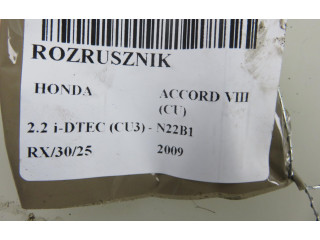 ROZRUSZNIK
HONDA ACCORD VIII
(CU)
2.2 i-DTEC (CU3) - N22B1
RX/30/25 2009